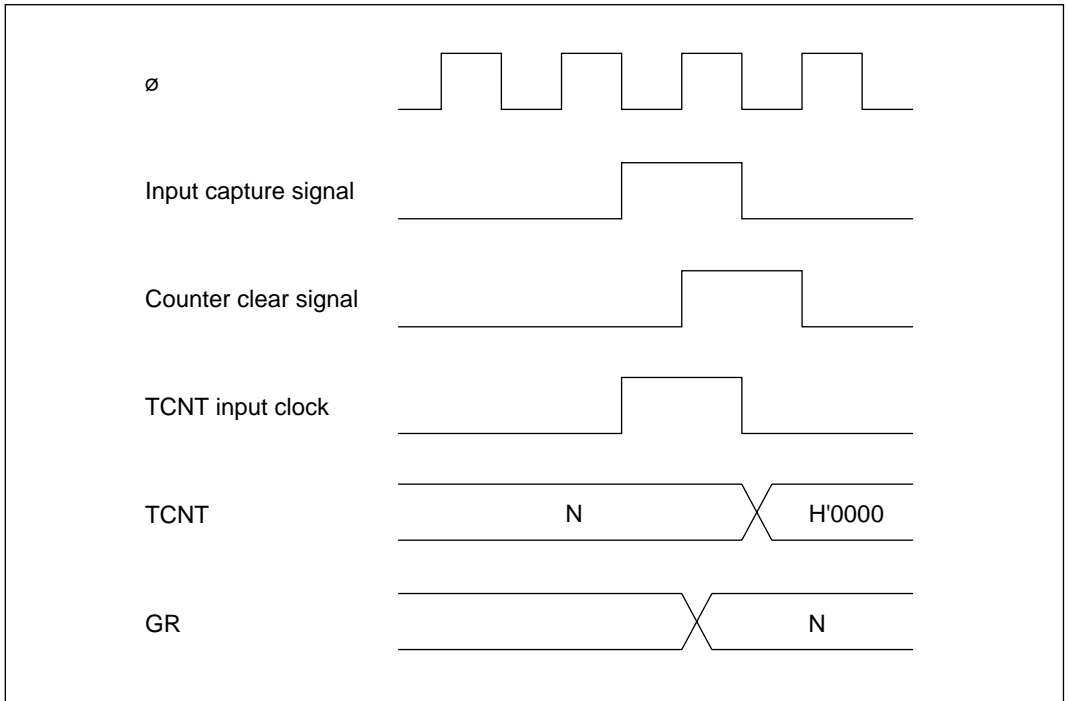 ø
Input capture signal
Counter clear signal
TCNT input clock
TCNT N H'0000
GR N